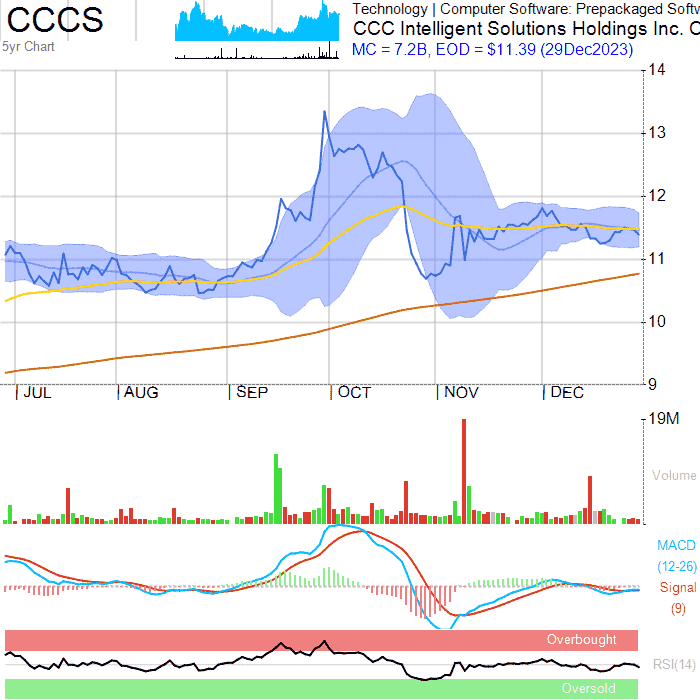 CCCS
5yr Chart
Technology | Computer Software: Prepackaged Softw
CCC Intelligent Solutions Holdings Inc. C
MC = 7.2B, EOD = $11.39 (29Dec2023)
14
13
12
11
10
9
JUL AUG SEP OCT NOV DEC
19M
Volume
MACD
(12-26)
Signal
(9)
Overbought
RSI(14)
Oversold